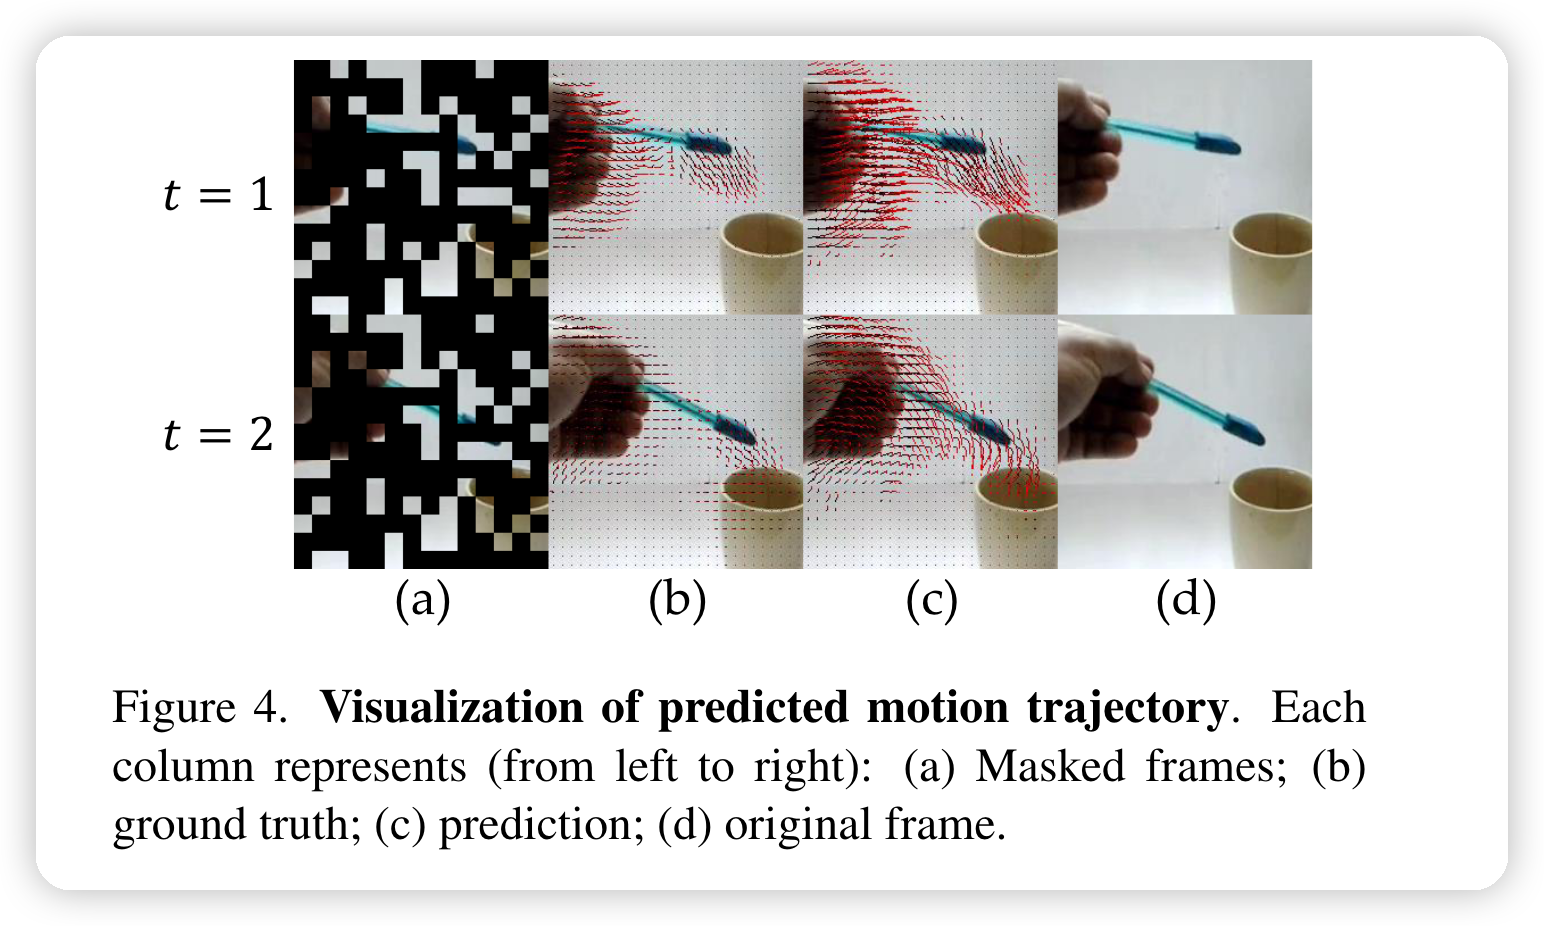 t = 1
t = 2
(a) (b) (c) (d)
Figure 4. Visualization of predicted motion trajectory. Each
column represents (from left to right): (a) Masked frames; (b)
ground truth; (c) prediction; (d) original frame.